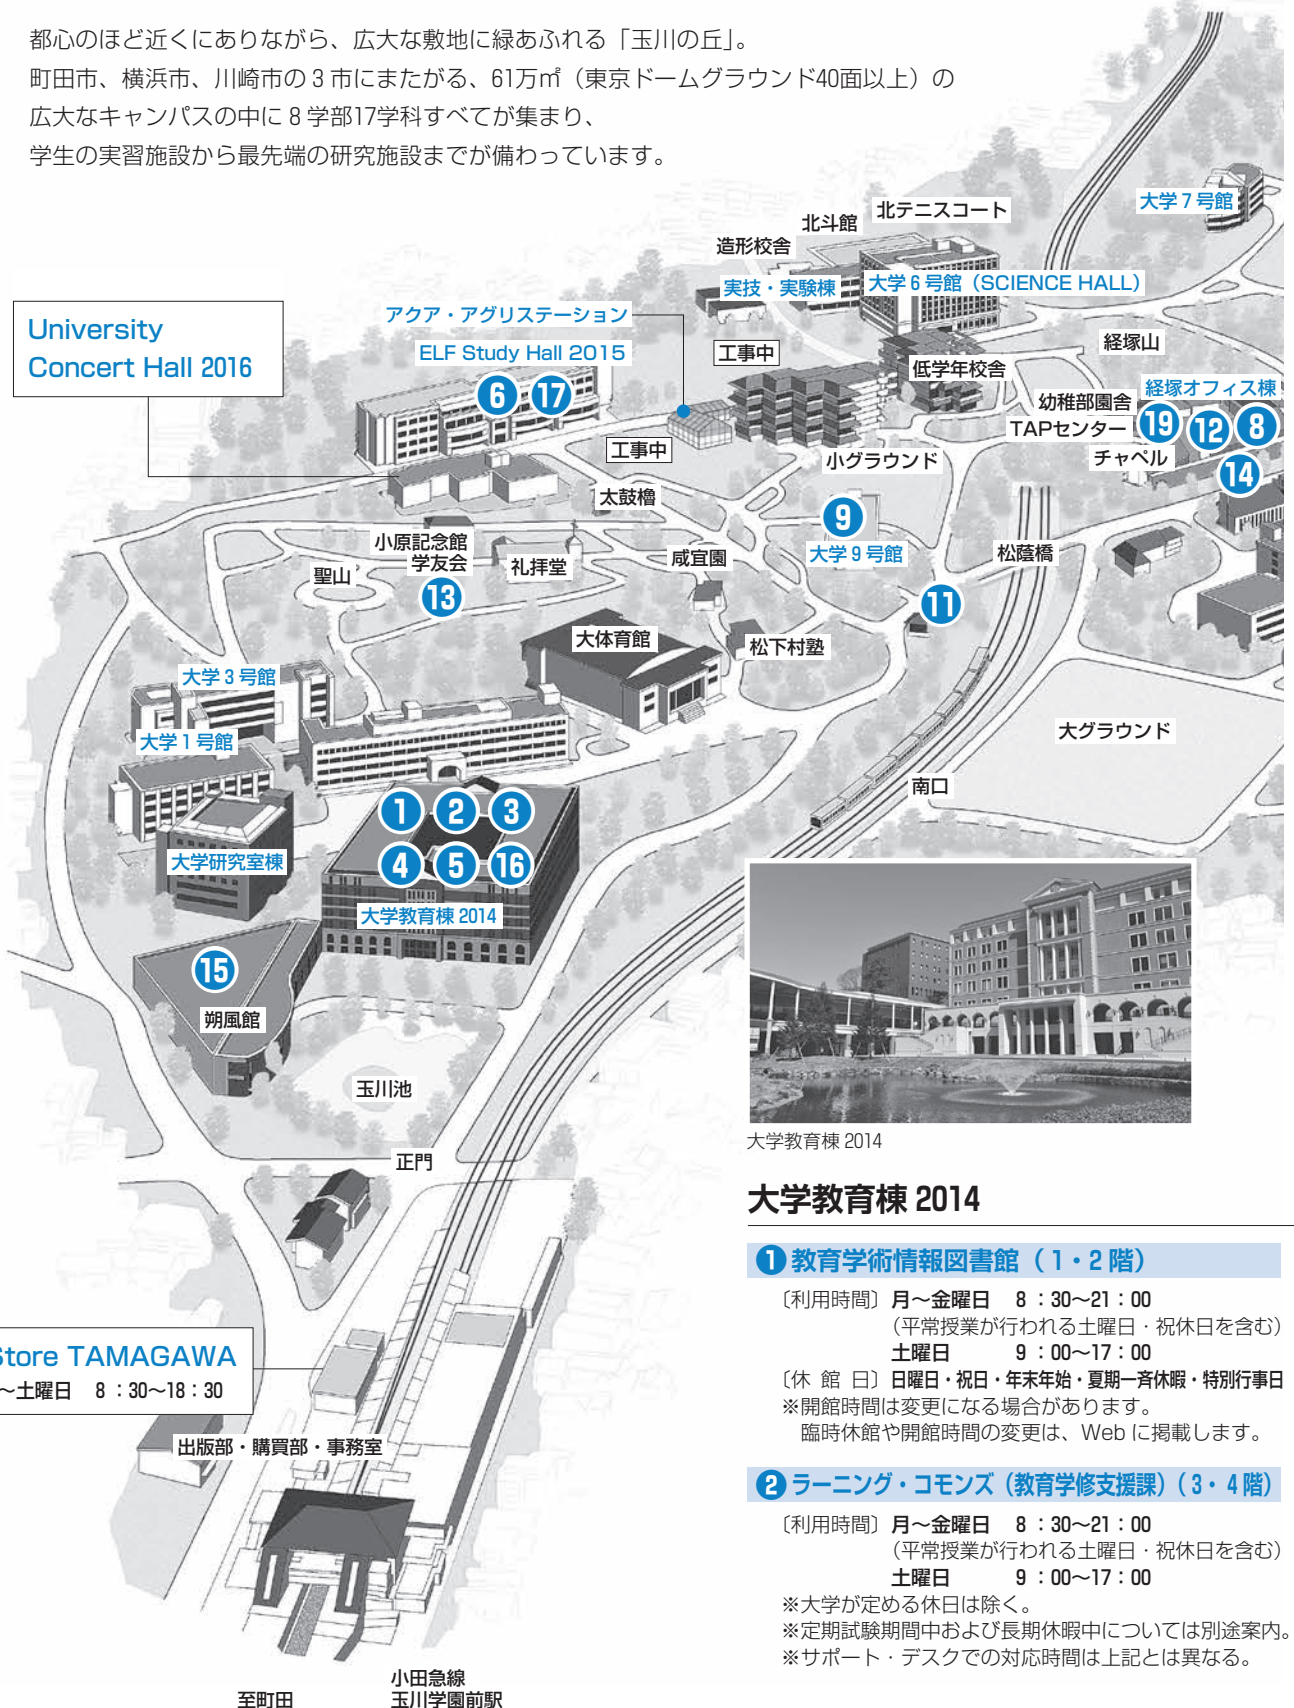 都心のほど近くにありながら、広大な敷地に緑あふれる「玉川の丘」。
町田市、横浜市、川崎市の3市にまたがる、61万㎡（東京ドームグラウンド40面以上）の
広大なキャンパスの中に8学部17学科すべてが集まり、
学生の実習施設から最先端の研究施設までが備わっています。
大学7号館
北テニスコート
北斗館
造形校舎
実技・実験棟
大学6号館（SCIENCE HALL）
アクア・アグリステーション
University
Concert Hall 2016
ELF Study Hall 2015
工事中
経塚山
低学年校舎
経塚オフィス棟
幼稚部園舎
6 17
TAPセンター
19 12 8
工事中
小グラウンド
チャペル
14
太鼓櫓
9
小原記念館
学友会
礼拝堂
咸宜園
大学9号館
松蔭橋
聖山
13
11
大体育館
松下村塾
大学3号館
大グラウンド
大学1号館
南口
1 2 3
4 5 16
大学研究室棟
大学教育棟 2014
15
朔風館
玉川池
大学教育棟 2014
正門
大学教育棟 2014
1 教育学術情報図書館（1・2階）
〔利用時間〕月～金曜日 8：30～21：00
（平常授業が行われる土曜日・祝休日を含む）
土曜日 9：00～17：00
〔休 館 日〕日曜日・祝日・年末年始・夏期一斉休暇・特別行事日
※開館時間は変更になる場合があります。
臨時休館や開館時間の変更は、Web に掲載します。
Store TAMAGAWA
～土曜日 8：30～18：30
出版部・購買部・事務室
2 ラーニング・コモンズ（教育学修支援課）（3・4階）
〔利用時間〕月～金曜日 8：30～21：00
（平常授業が行われる土曜日・祝休日を含む）
土曜日 9：00～17：00
※大学が定める休日は除く。
※定期試験期間中および長期休暇中については別途案内。
※サポート・デスクでの対応時間は上記とは異なる。
小田急線
玉川学園前駅
至町田